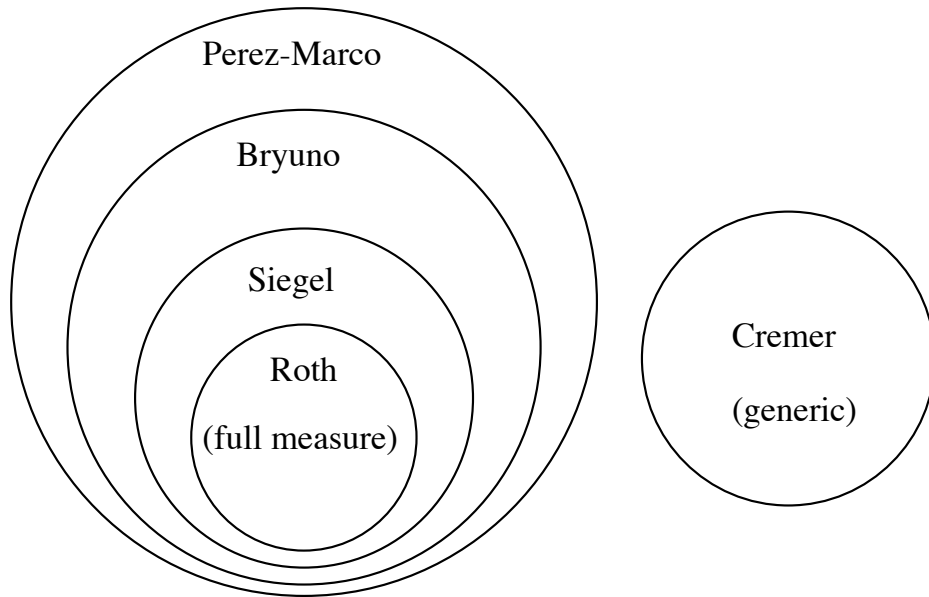 Perez-Marco
Bryuno
Siegel
Roth
(full measure)
Cremer
(generic)